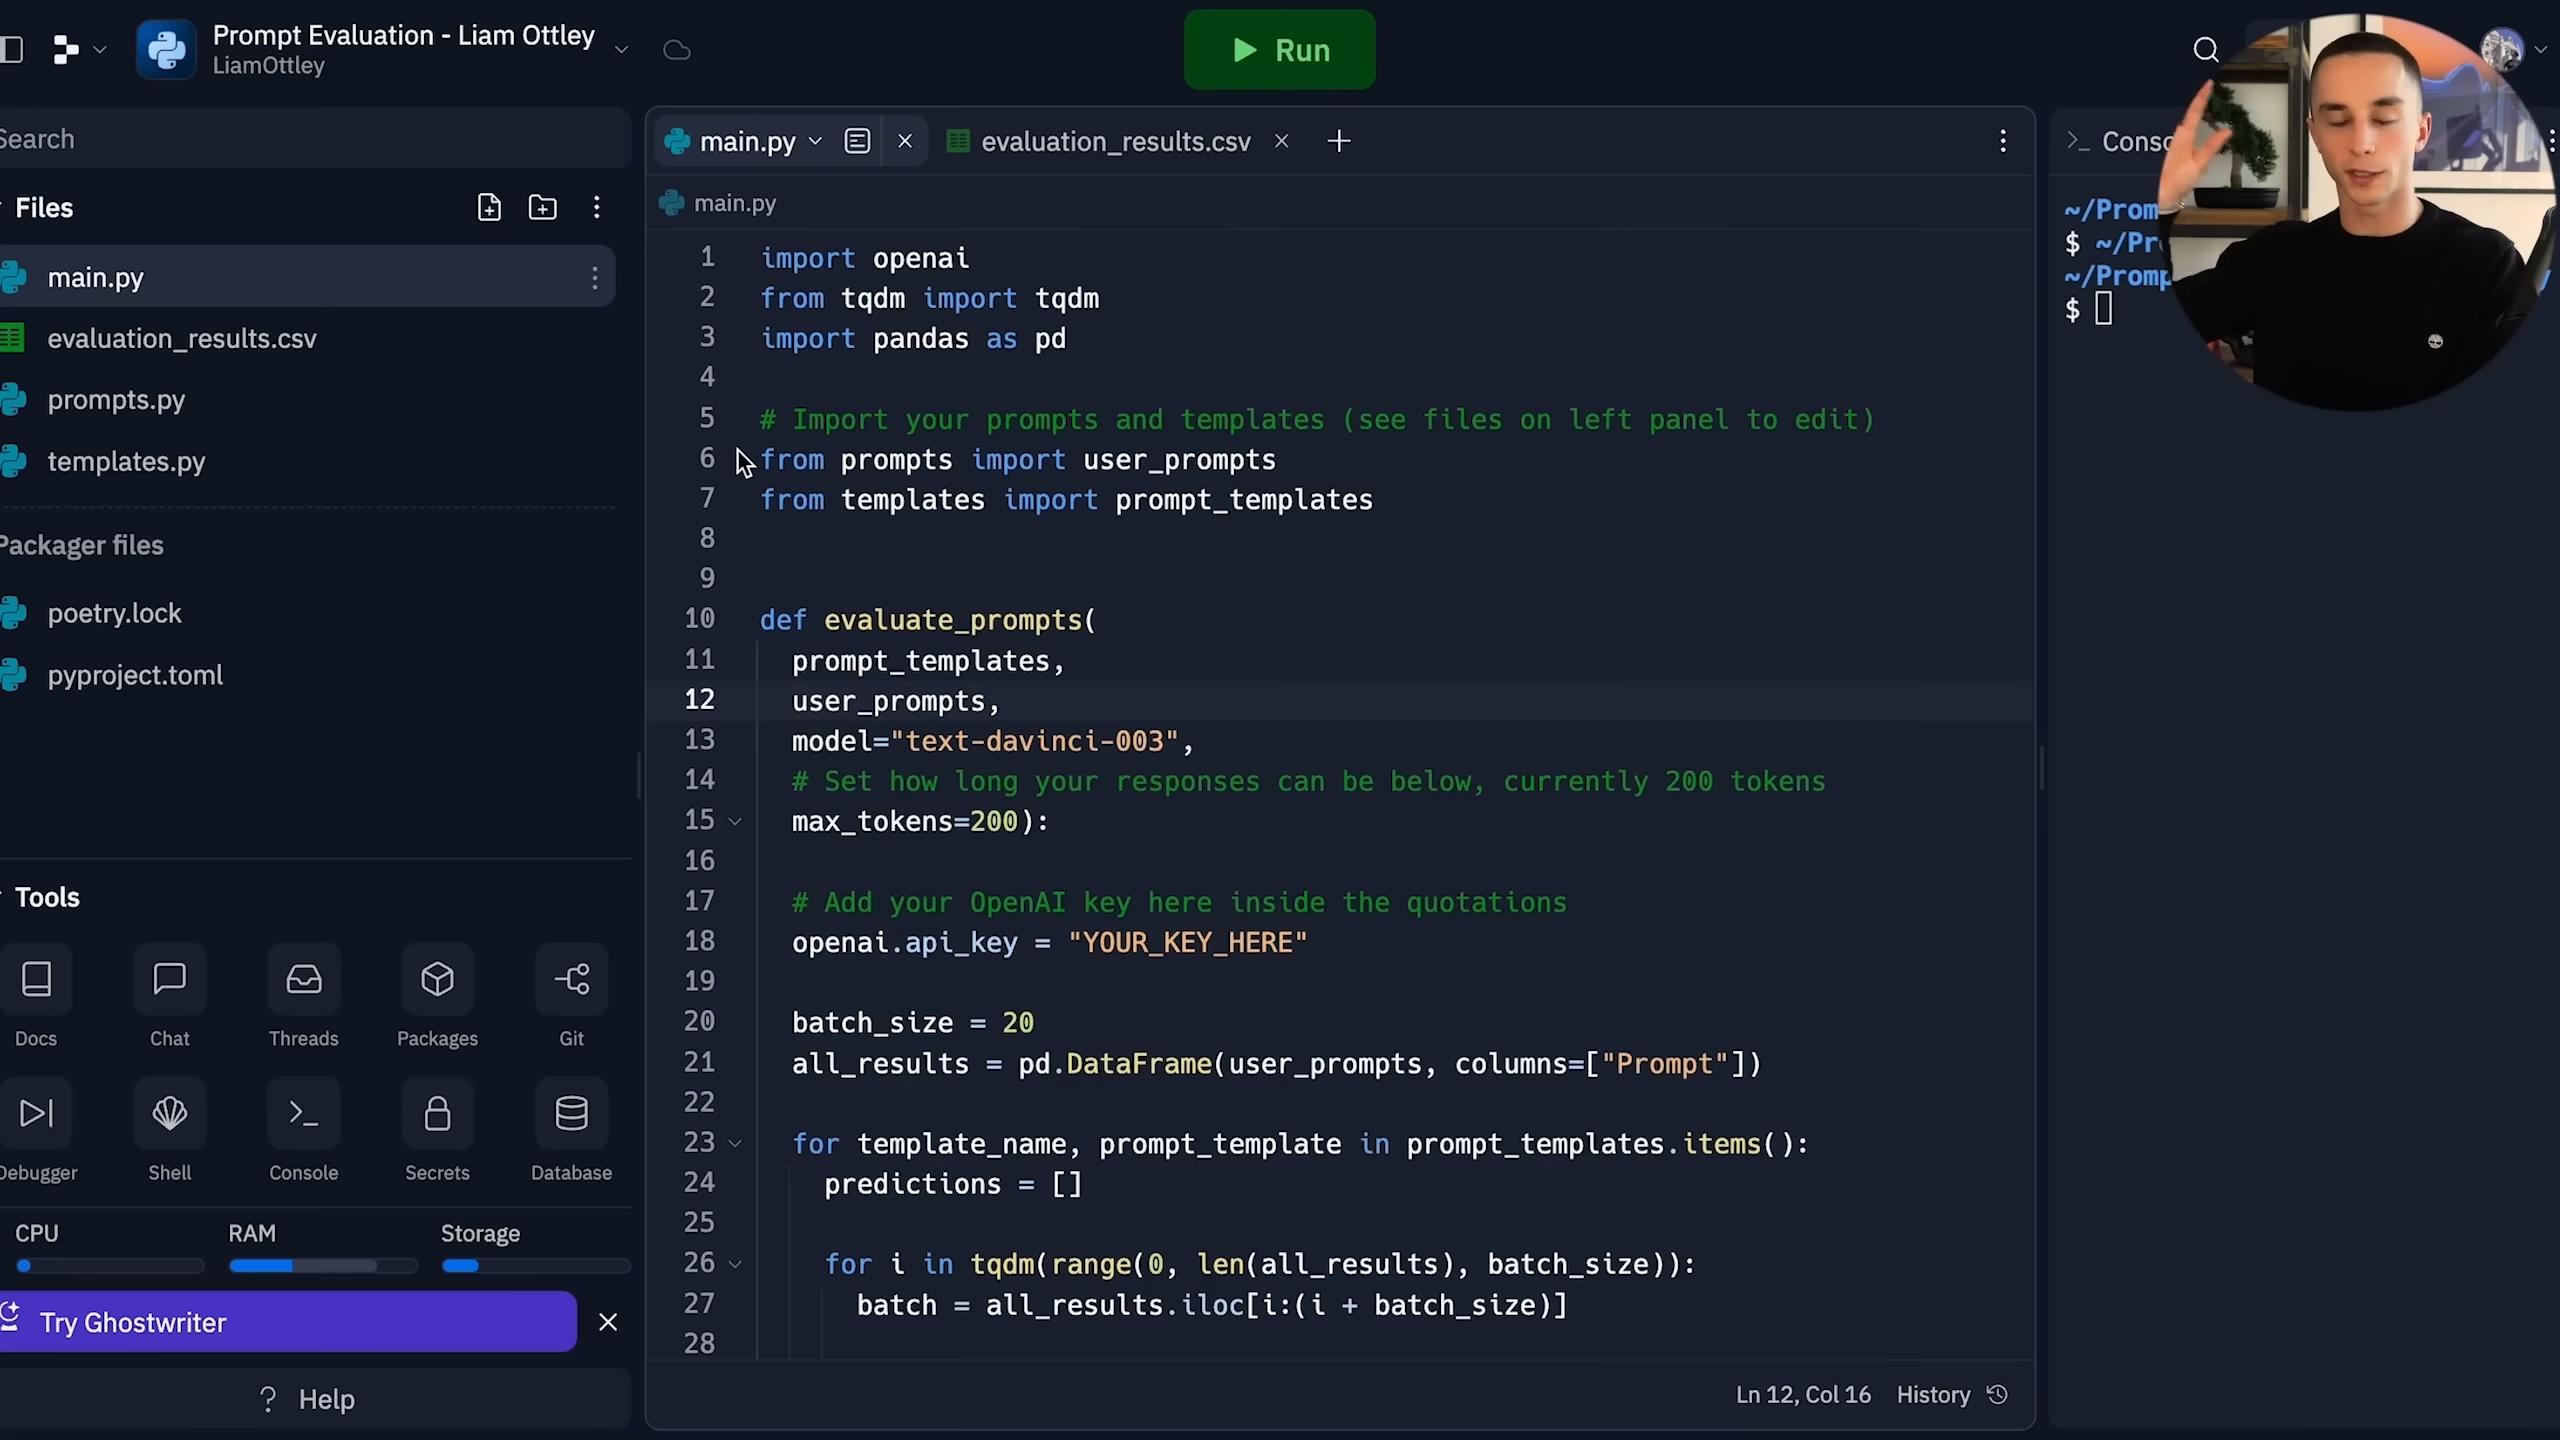 Prompt Evaluation - Liam Ottley
LiamOttley
Run
Search
Files
main.py
evaluation_results.csv
prompts.py
templates.py
Packager files
poetry.lock
pyproject.toml
Tools
Docs
Chat
Threads
Packages
Git
Debugger
Shell
Console
Secrets
Database
CPU
RAM
Storage
Try Ghostwriter
? Help
main.py
evaluation_results.csv
main.py
1 import openai
2 from tqdm import tqdm
3 import pandas as pd
4
5 # Import your prompts and templates (see files on left panel to edit)
6 from prompts import user_prompts
7 from templates import prompt_templates
8
9
10 def evaluate_prompts(
11 prompt_templates,
12 user_prompts,
13 model="text-davinci-003",
14 # Set how long your responses can be below, currently 200 tokens
15 max_tokens=200):
16
17 # Add your OpenAI key here inside the quotations
18 openai.api_key = "YOUR_KEY_HERE"
19
20 batch_size = 20
21 all_results = pd.DataFrame(user_prompts, columns=["Prompt"])
22
23 for template_name, prompt_template in prompt_templates.items():
24 predictions = []
25
26 for i in tqdm(range(0, len(all_results), batch_size)):
27 batch = all_results.iloc[i:(i + batch_size)]
28
Ln 12, Col 16 History
>_ Conso
~/Prom
$ ~/Pr
~/Promp
$